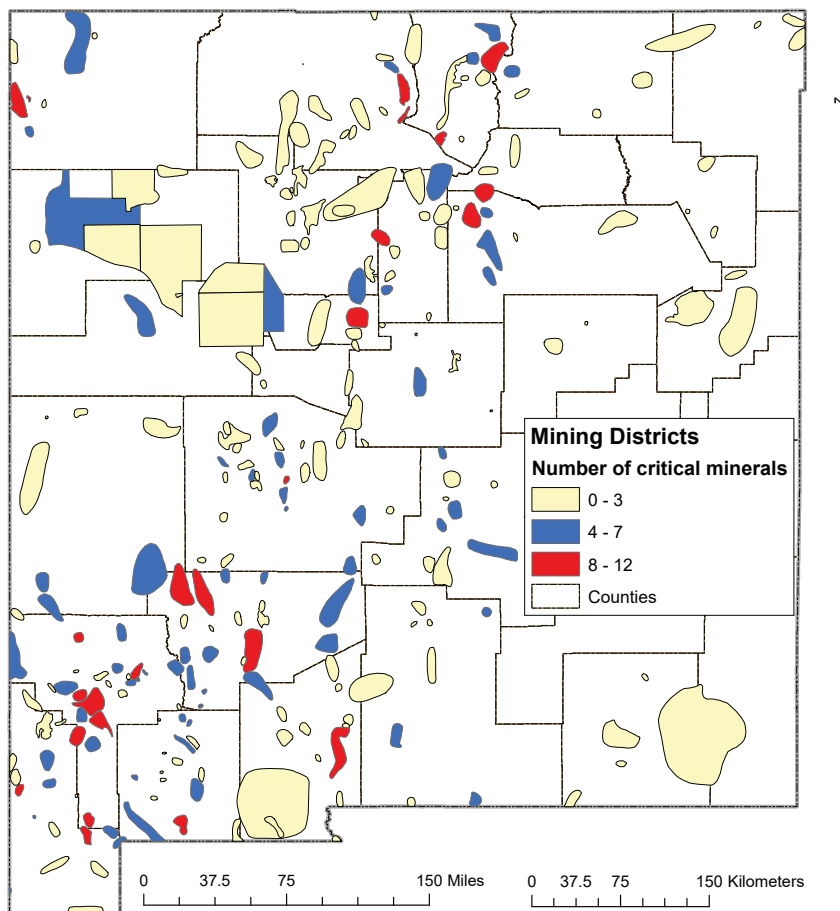 2
Mining Districts
Number of critical minerals
0 - 3
4 - 7
8 - 12
Counties
0 37.5 75 150 Miles
0 37.5 75 150 Kilometers